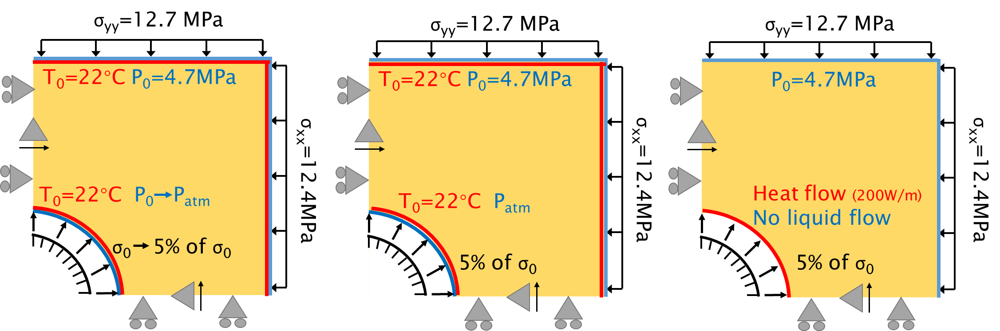 σyy=12.7 MPa
T0=22°C P0=4.7MPa
σxx=12.4MPa
T0=22°C P0→Patm
σ0→5% of σ0
σyy=12.7 MPa
T0=22°C P0=4.7MPa
σxx=12.4MPa
T0=22°C Patm
5% of σ0
σyy=12.7 MPa
P0=4.7MPa
σxx=12.4MPa
Heat flow (200W/m)
No liquid flow
5% of σ0